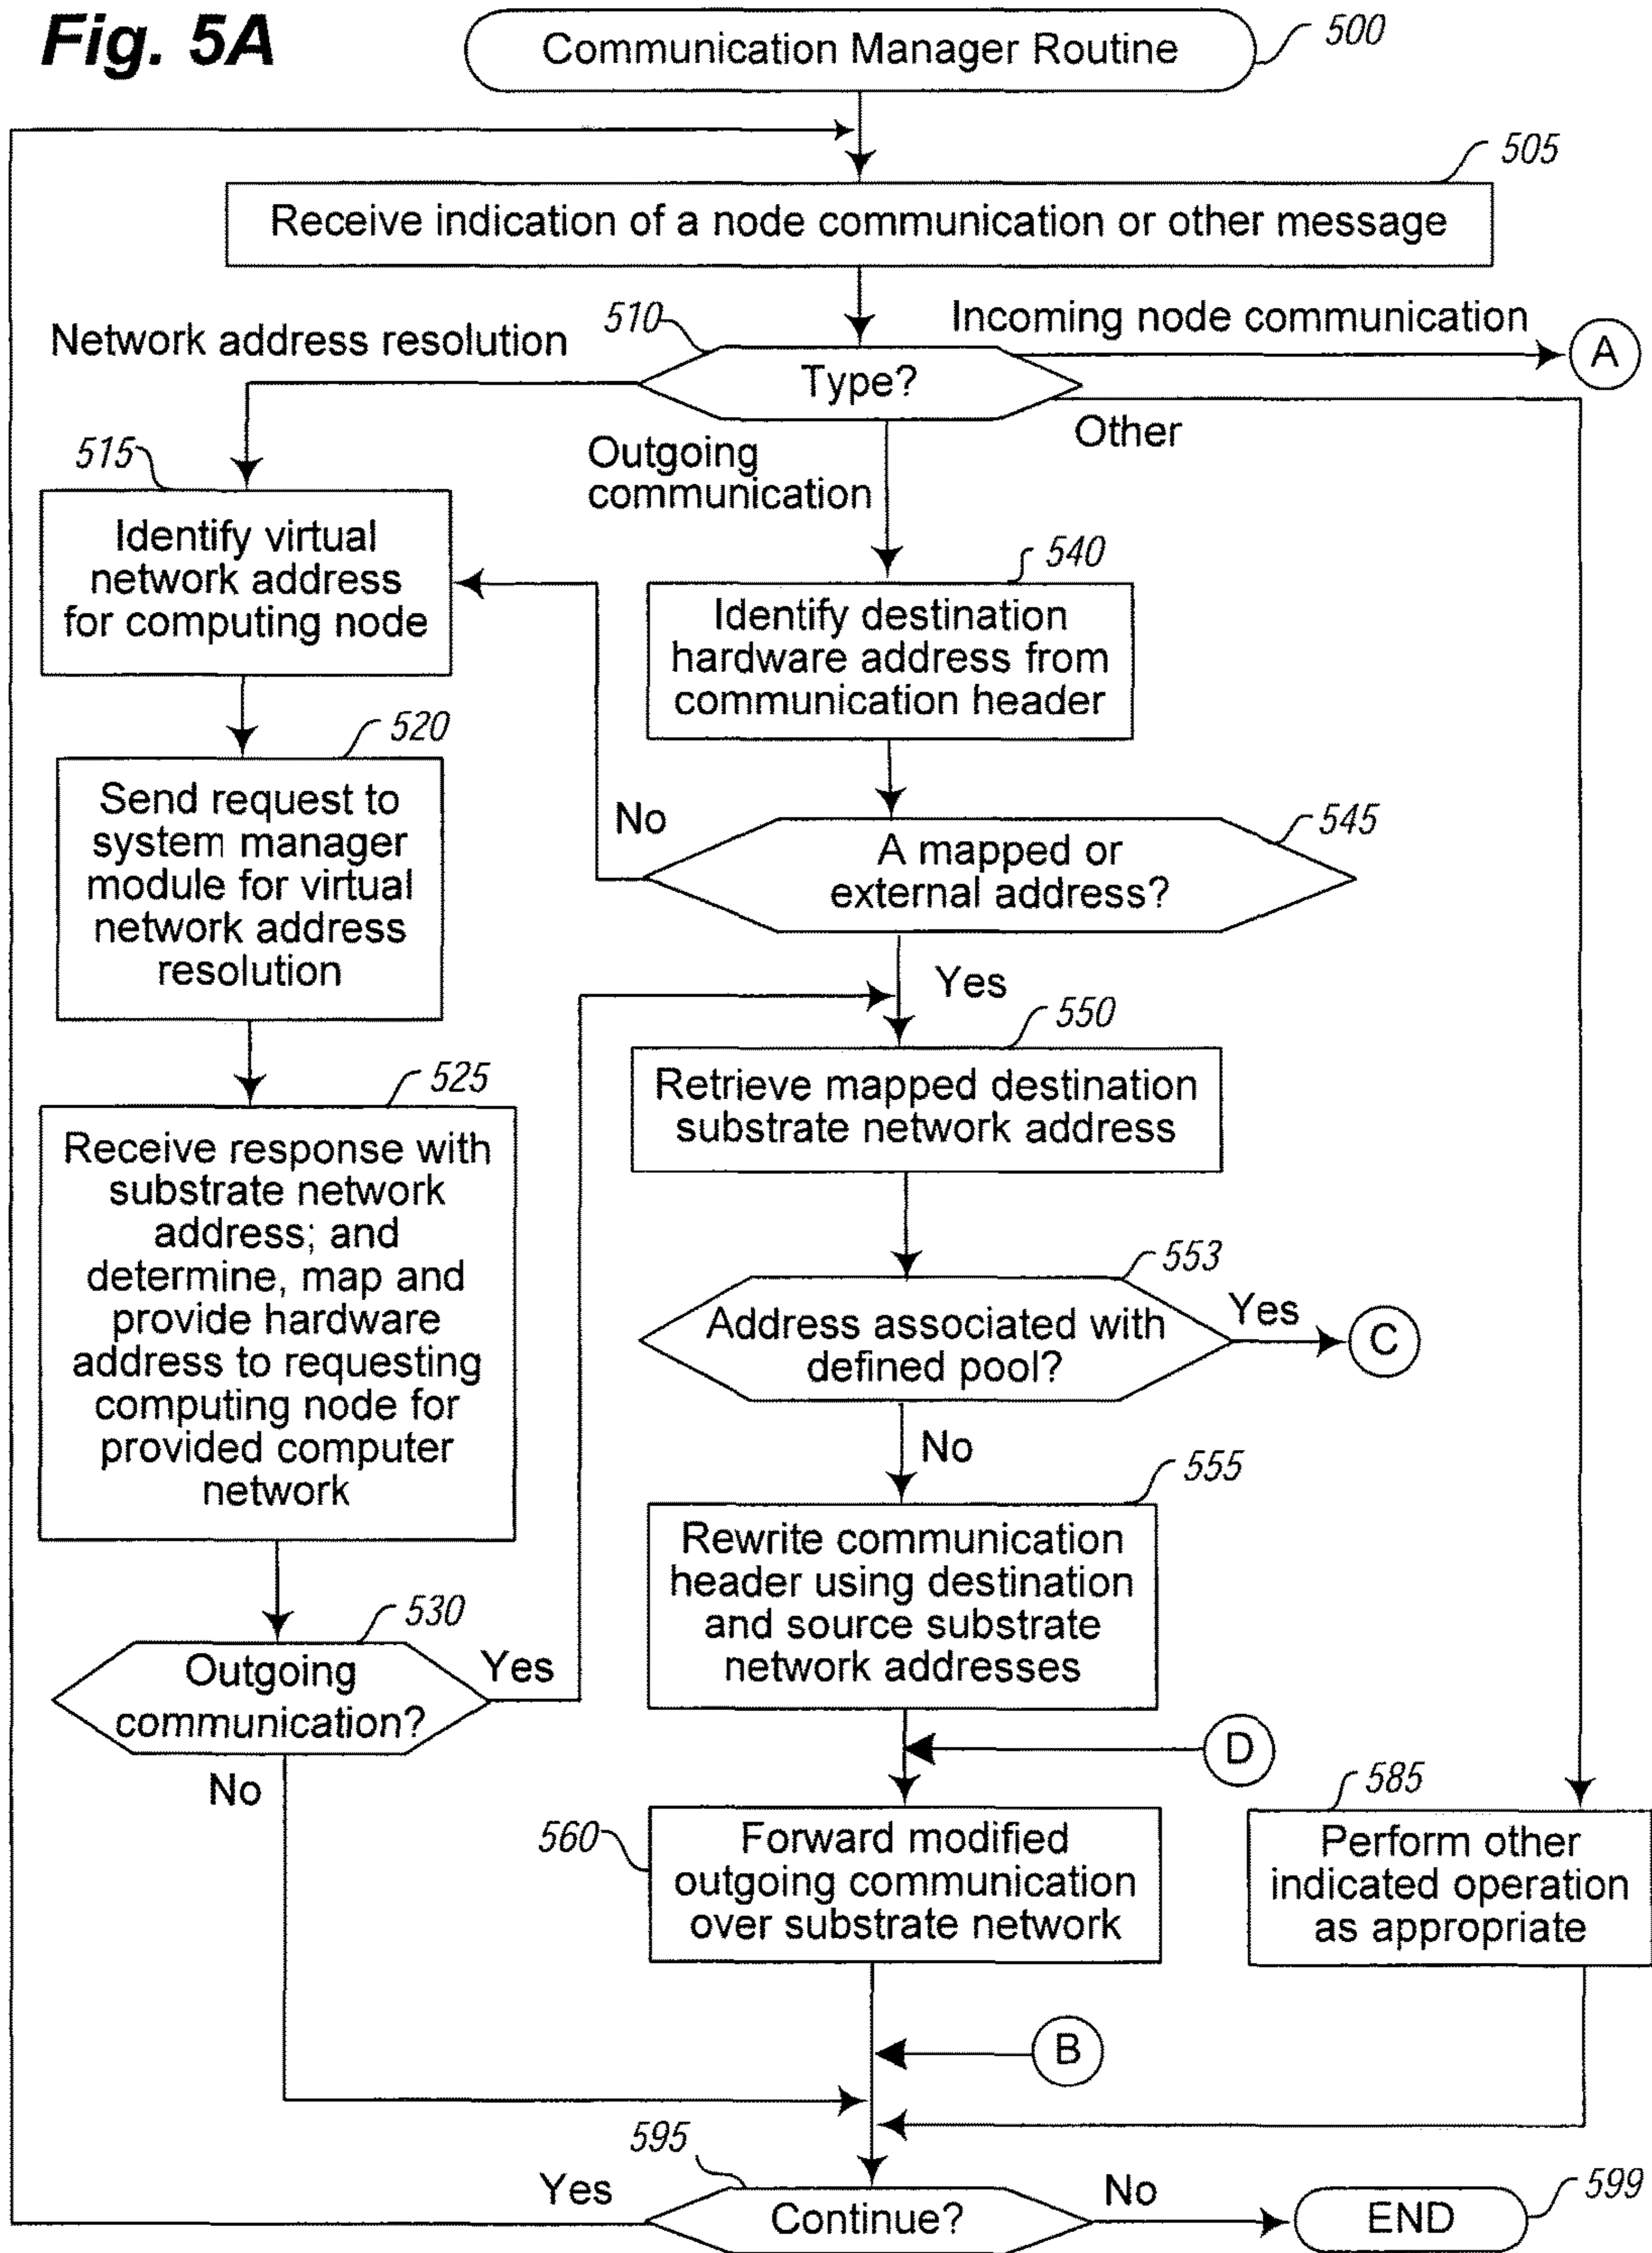 Fig. 5A
Communication Manager Routine
500
505
Receive indication of a node communication or other message
Network address resolution
510
Incoming node communication
A
Type?
Other
Outgoing
communication
515
Identify virtual
network address
for computing node
540
Identify destination
hardware address from
communication header
520
Send request to
system manager
module for virtual
network address
resolution
No
545
A mapped or
external address?
Yes
550
Retrieve mapped destination
substrate network address
525
Receive response with
substrate network
address; and
determine, map and
provide hardware
address to requesting
computing node for
provided computer
network
553
Address associated with
defined pool?
Yes
C
No
555
Rewrite communication
header using destination
and source substrate
network addresses
530
Outgoing
communication?
Yes
No
D
560
Forward modified
outgoing communication
over substrate network
585
Perform other
indicated operation
as appropriate
B
595
Yes
Continue?
No
END
599